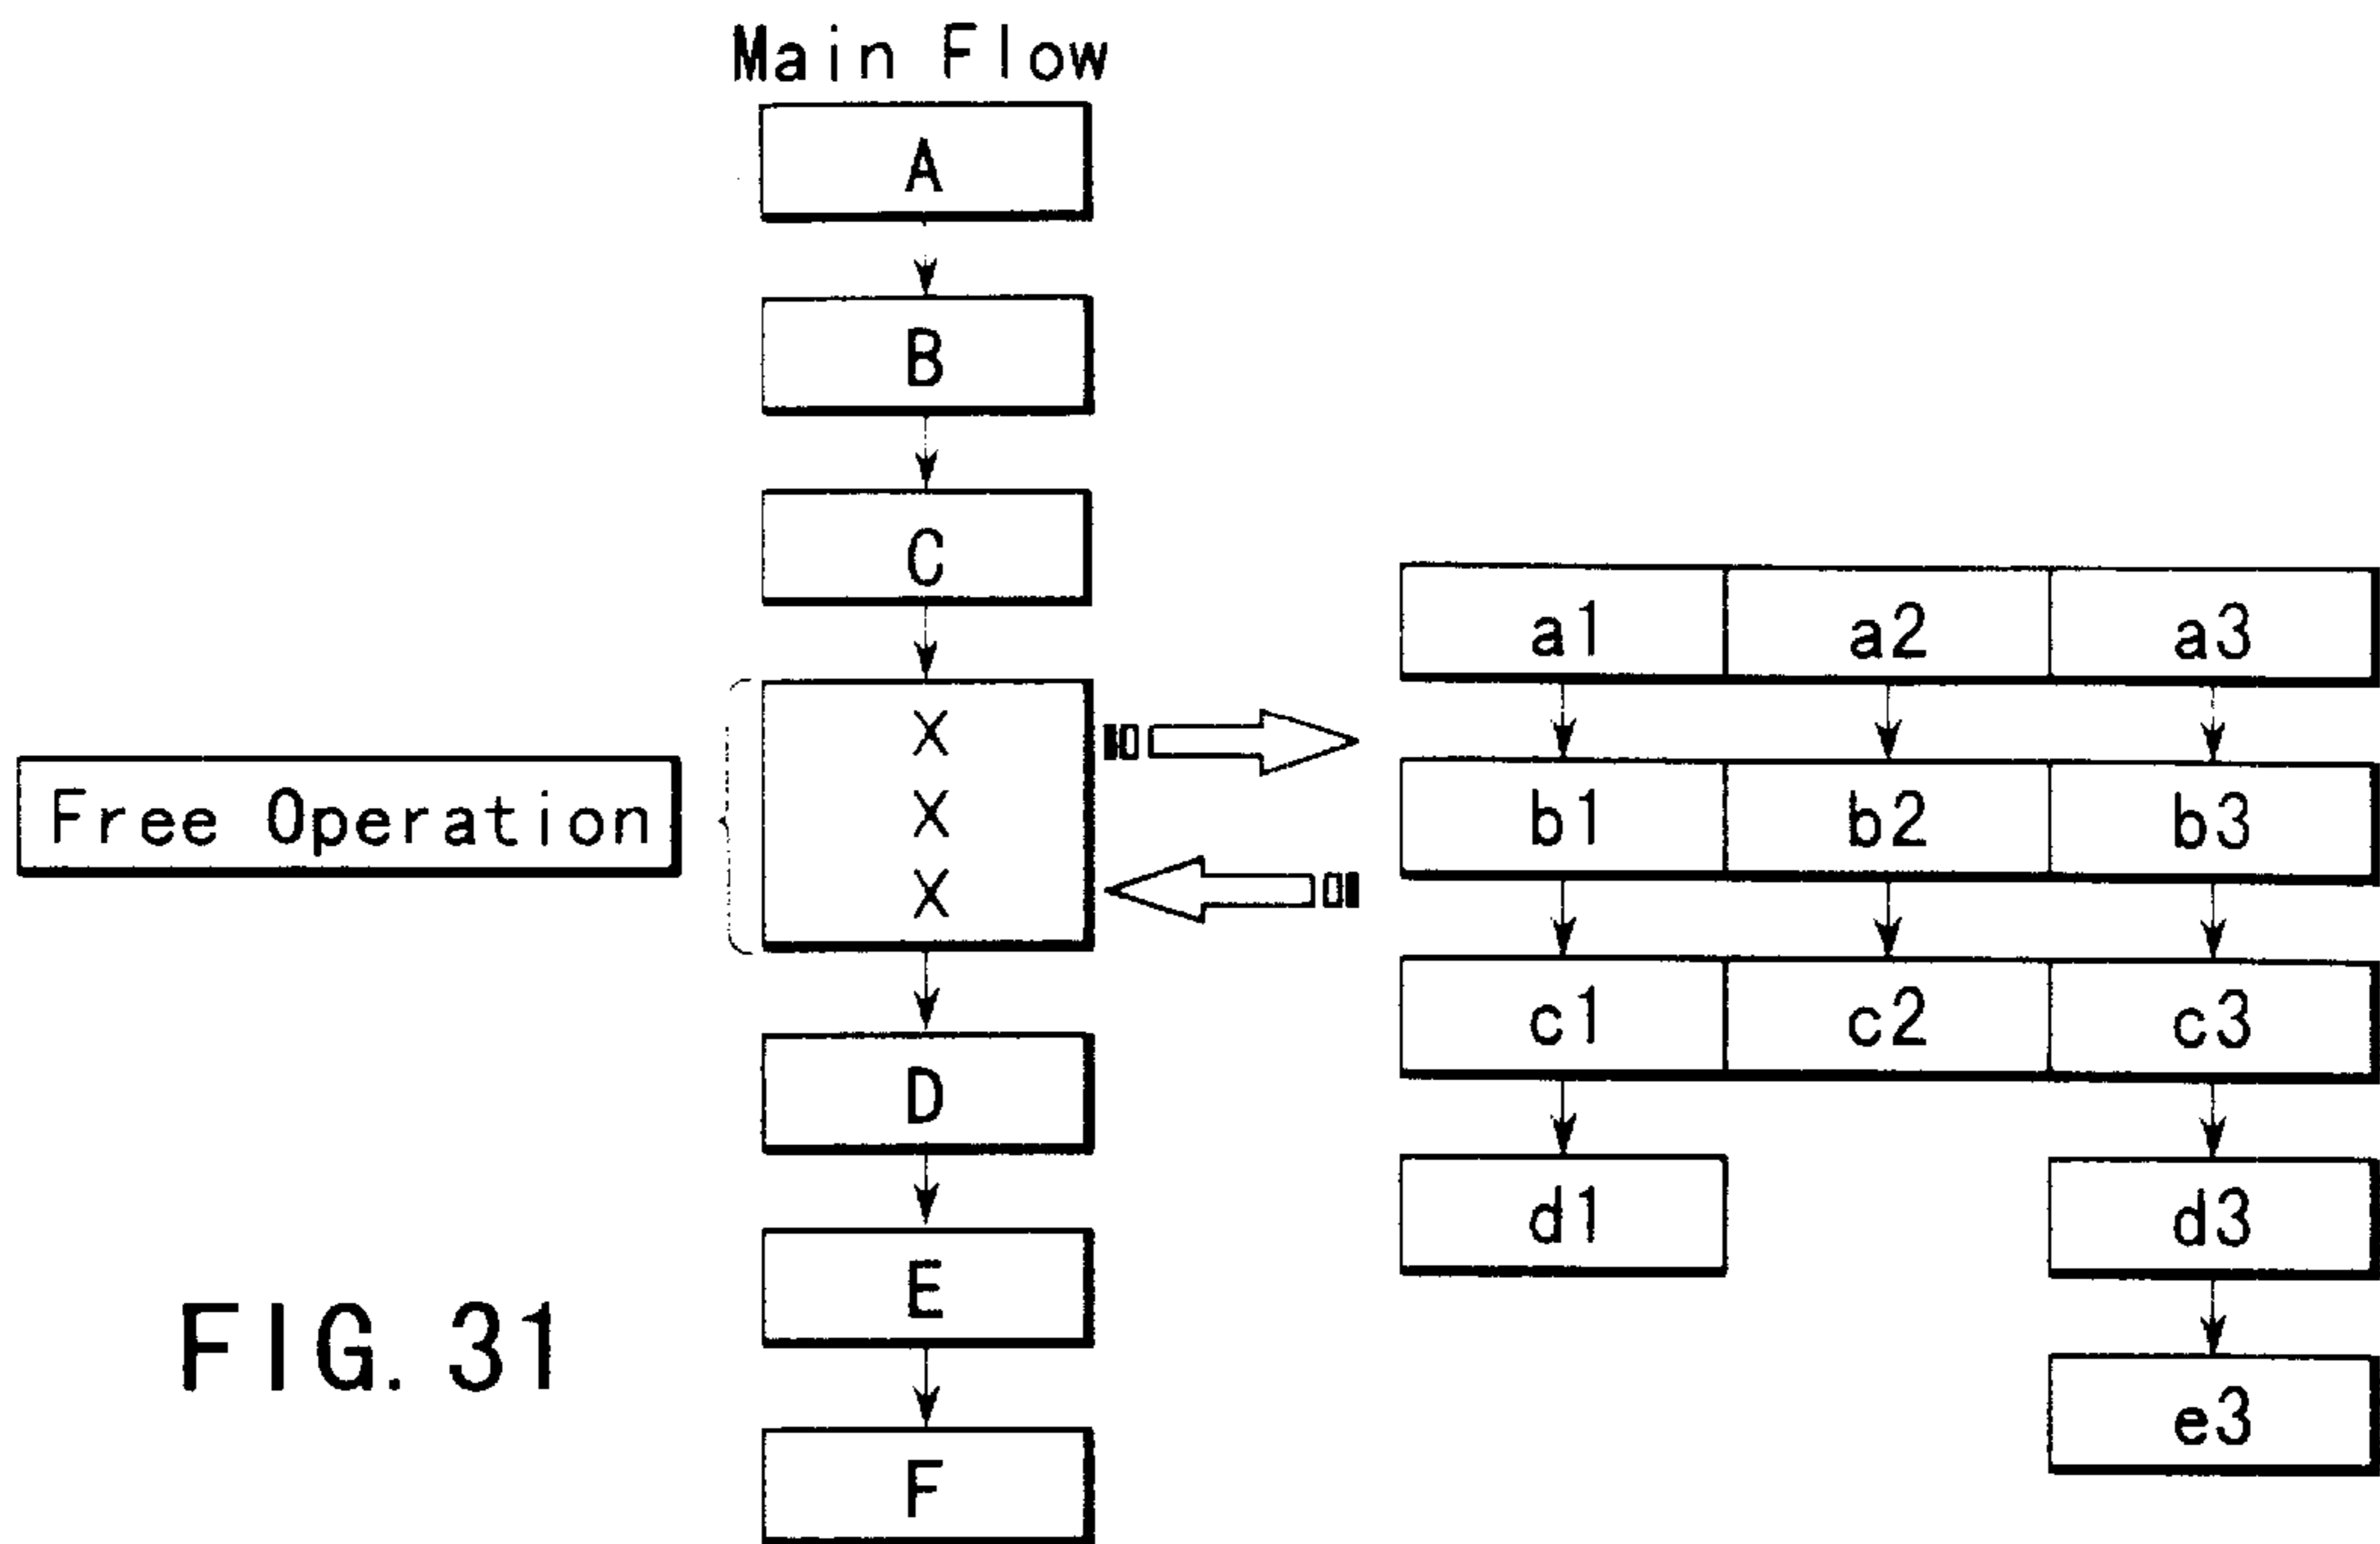 Main Flow
A
B
C
X
X
X
Free Operation
D
E
F
a1 a2 a3
b1 b2 b3
c1 c2 c3
d1 d3
e3
FIG. 31